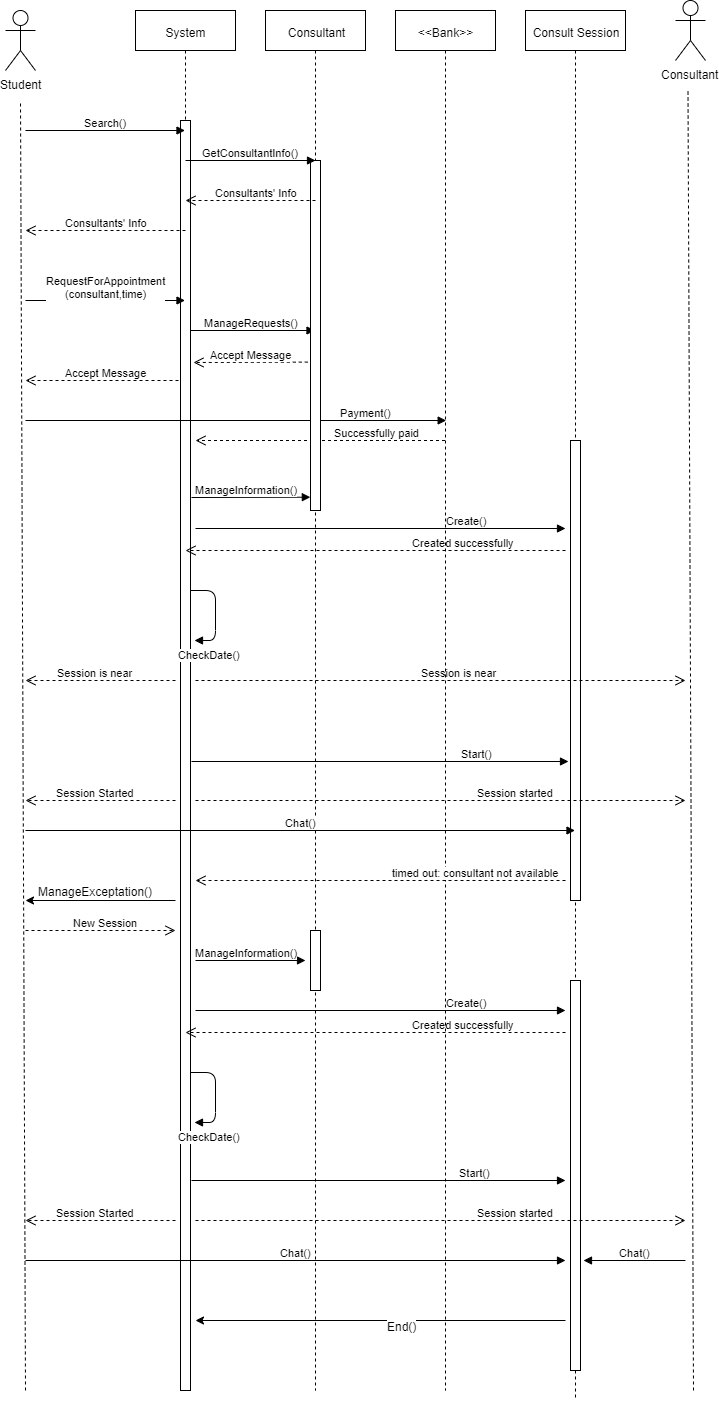 Student
System
Consultant
<<Bank>>
Consult Session
Consultant
Search()
GetConsultantInfo()
Consultants' Info
Consultants' Info
RequestForAppointment
(consultant,time)
ManageRequests()
Accept Message
Accept Message
Payment()
Successfully paid
ManageInformation()
Create()
Created successfully
CheckDate()
Session is near
Session is near
Start()
Session Started
Session started
Chat()
timed out: consultant not available
ManageExceptation()
New Session
ManageInformation()
Create()
Created successfully
CheckDate()
Start()
Session Started
Session started
Chat()
Chat()
End()